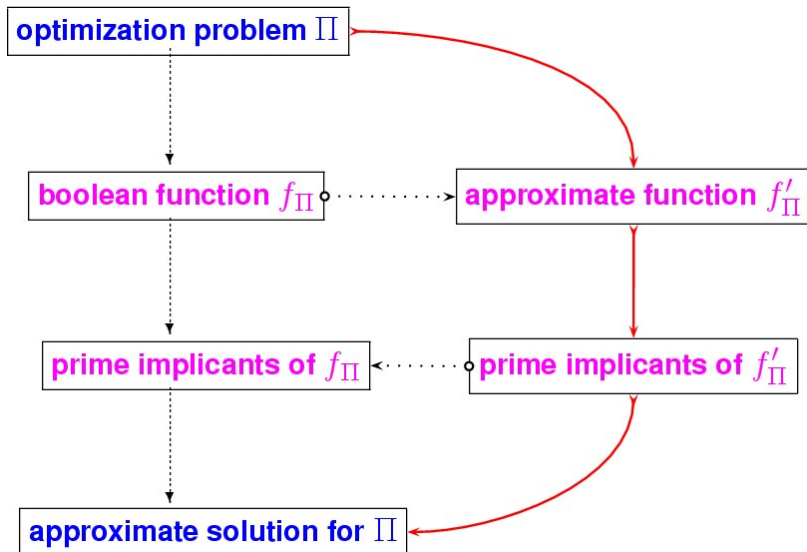 optimization problem Π
boolean function f_Π
approximate function f′_Π
prime implicants of f_Π
prime implicants of f′_Π
approximate solution for Π